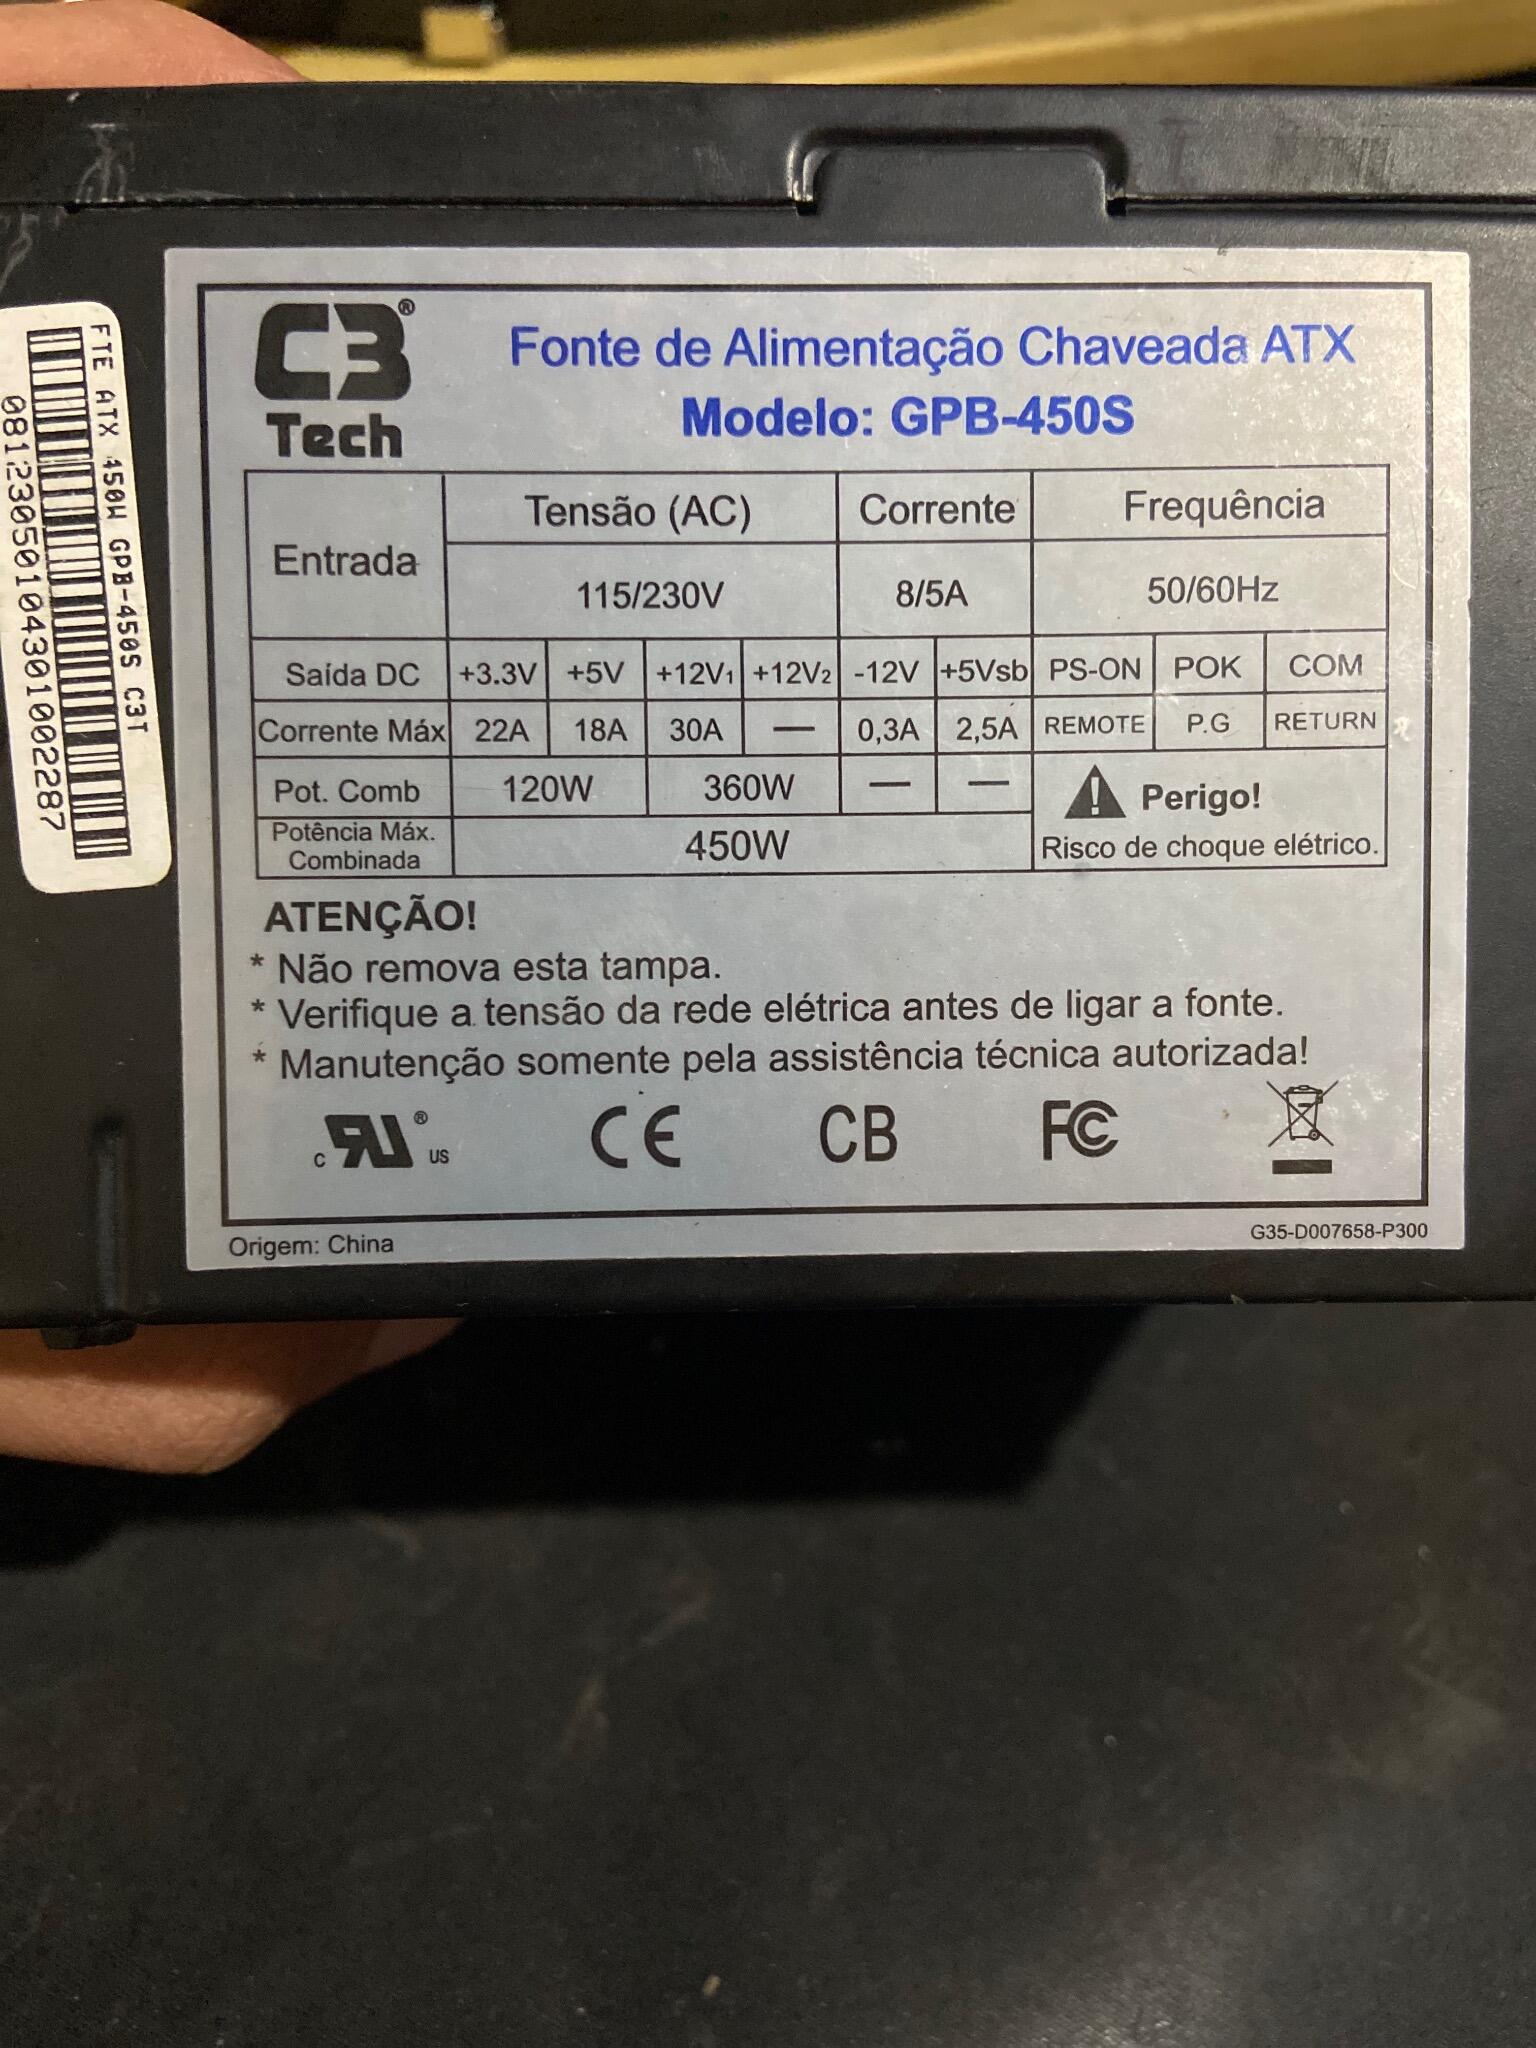 C3®
Tech
Fonte de Alimentação Chaveada ATX
Modelo: GPB-450S
Entrada
Tensão (AC) Corrente Frequência
115/230V 8/5A 50/60Hz
Saída DC +3.3V +5V +12V1 +12V2 -12V +5Vsb PS-ON POK COM
Corrente Máx 22A 18A 30A — 0,3A 2,5A REMOTE P.G RETURN
Pot. Comb 120W 360W — —
Potência Máx.
Combinada 450W
Perigo!
Risco de choque elétrico.
ATENÇÃO!
* Não remova esta tampa.
* Verifique a tensão da rede elétrica antes de ligar a fonte.
* Manutenção somente pela assistência técnica autorizada!
c RU® US CE CB FC
Origem: China
G35-D007658-P300
FTE ATX 450W GPB-450S C3T
08123050104301002287